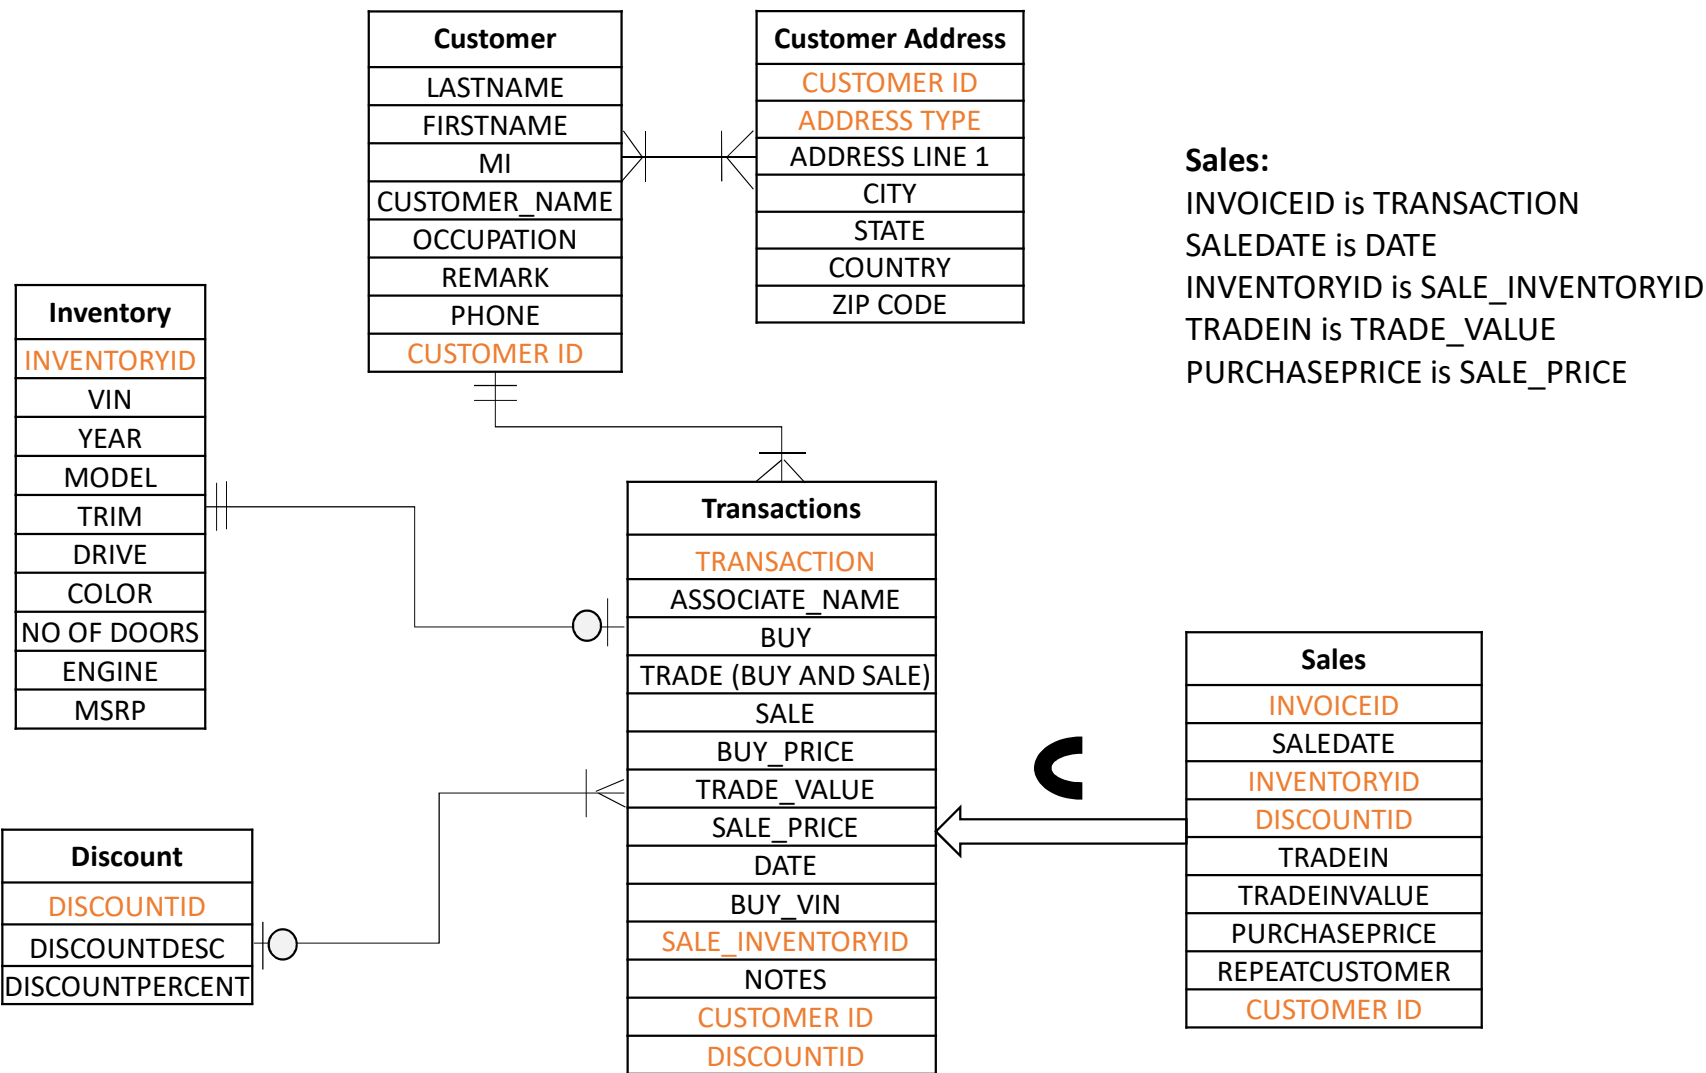 Customer
LASTNAME
FIRSTNAME
MI
CUSTOMER_NAME
OCCUPATION
REMARK
PHONE
CUSTOMER ID
Customer Address
CUSTOMER ID
ADDRESS TYPE
ADDRESS LINE 1
CITY
STATE
COUNTRY
ZIP CODE
Sales:
INVOICEID is TRANSACTION
SALEDATE is DATE
INVENTORYID is SALE_INVENTORYID
TRADEIN is TRADE_VALUE
PURCHASEPRICE is SALE_PRICE
Inventory
INVENTORYID
VIN
YEAR
MODEL
TRIM
DRIVE
COLOR
NO OF DOORS
ENGINE
MSRP
Transactions
TRANSACTION
ASSOCIATE_NAME
BUY
TRADE (BUY AND SALE)
SALE
BUY_PRICE
TRADE_VALUE
SALE_PRICE
DATE
BUY_VIN
SALE_INVENTORYID
NOTES
CUSTOMER ID
DISCOUNTID
Sales
INVOICEID
SALEDATE
INVENTORYID
DISCOUNTID
TRADEIN
TRADEINVALUE
PURCHASEPRICE
REPEATCUSTOMER
CUSTOMER ID
Discount
DISCOUNTID
DISCOUNTDESC
DISCOUNTPERCENT